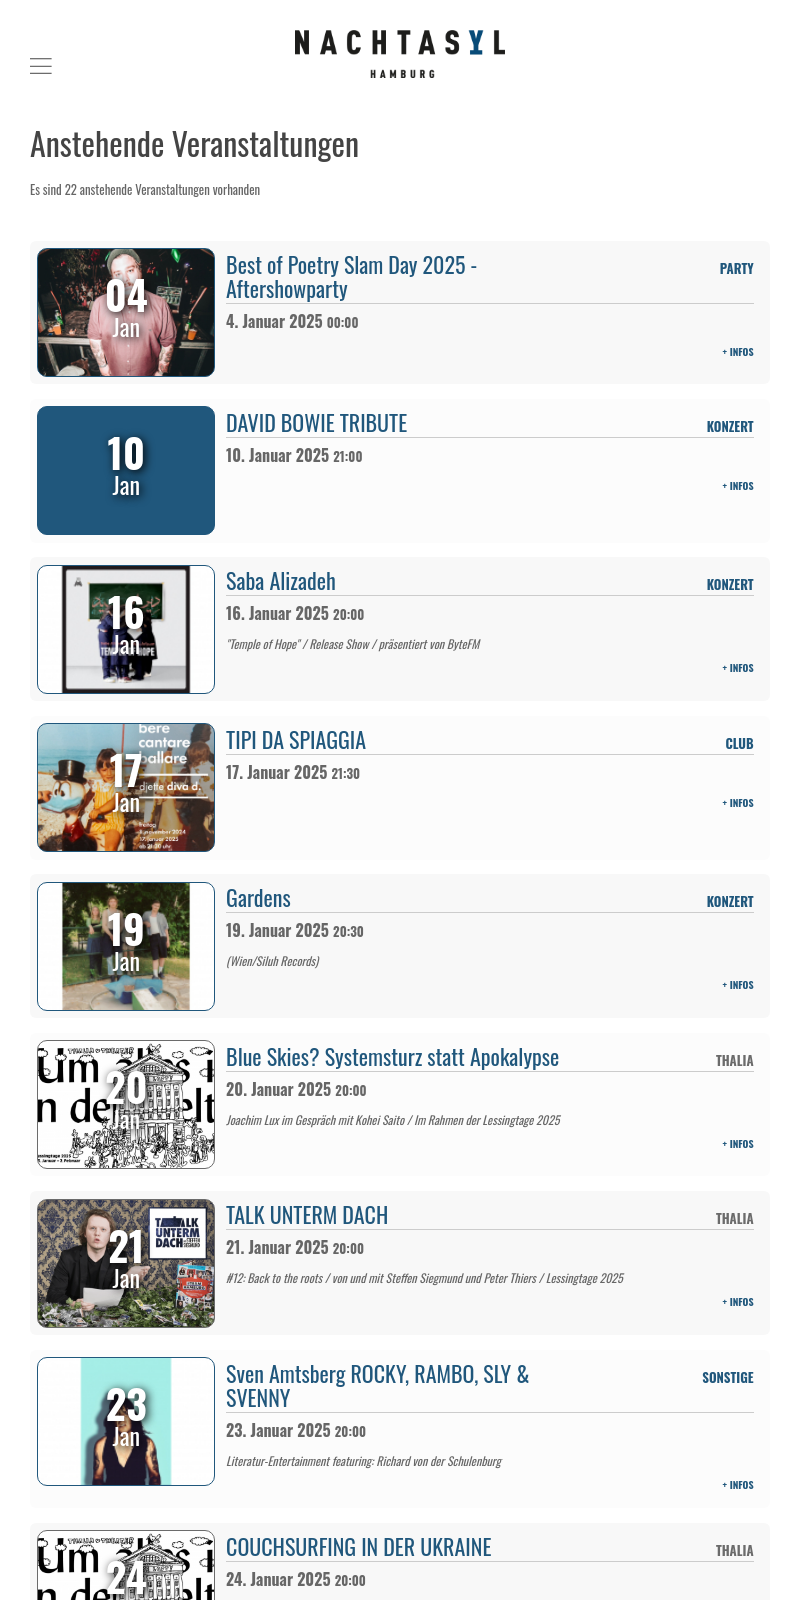 NACHTASYL
HAMBURG
Anstehende Veranstaltungen
Es sind 22 anstehende Veranstaltungen vorhanden
04
Jan
Best of Poetry Slam Day 2025 -
Aftershowparty
PARTY
4. Januar 2025 00:00
+ INFOS
10
Jan
DAVID BOWIE TRIBUTE
KONZERT
10. Januar 2025 21:00
+ INFOS
16
Jan
Saba Alizadeh
KONZERT
16. Januar 2025 20:00
"Temple of Hope" / Release Show / präsentiert von ByteFM
+ INFOS
bere
cantare
ballare
djette diva d.
17
Jan
TIPI DA SPIAGGIA
CLUB
17. Januar 2025 21:30
+ INFOS
19
Jan
Gardens
KONZERT
19. Januar 2025 20:30
(Wien/Siluh Records)
+ INFOS
20
Jan
Blue Skies? Systemsturz statt Apokalypse
THALIA
20. Januar 2025 20:00
Joachim Lux im Gespräch mit Kohei Saito / Im Rahmen der Lessingtage 2025
+ INFOS
TALK
UNTERM
DACH
21
Jan
TALK UNTERM DACH
THALIA
21. Januar 2025 20:00
#12: Back to the roots / von und mit Steffen Siegmund und Peter Thiers / Lessingtage 2025
+ INFOS
23
Jan
Sven Amtsberg ROCKY, RAMBO, SLY &
SVENNY
SONSTIGE
23. Januar 2025 20:00
Literatur-Entertainment featuring: Richard von der Schulenburg
+ INFOS
24
COUCHSURFING IN DER UKRAINE
THALIA
24. Januar 2025 20:00